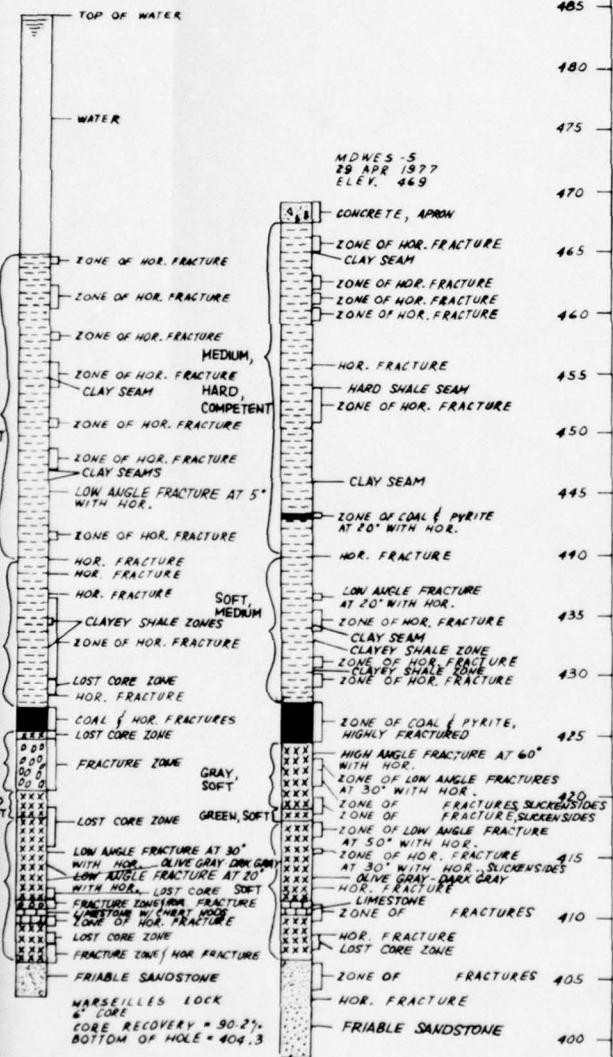 TOP OF WATER
WATER
ZONE OF HOR. FRACTURE
ZONE OF HOR. FRACTURE
ZONE OF HOR. FRACTURE
ZONE OF HOR. FRACTURE
CLAY SEAM
ZONE OF HOR. FRACTURE
ZONE OF HOR. FRACTURE
CLAY SEAMS
LOW ANGLE FRACTURE AT 5°
WITH HOR.
ZONE OF HOR. FRACTURE
HOR. FRACTURE
HOR. FRACTURE
HOR. FRACTURE
CLAYEY SHALE ZONES
ZONE OF HOR. FRACTURE
LOST CORE ZONE
HOR. FRACTURE
COAL & HOR. FRACTURES
LOST CORE ZONE
FRACTURE ZONE
LOST CORE ZONE
LOW ANGLE FRACTURE AT 30°
WITH HOR. OLIVE GRAY-DARK GRAY
LOW ANGLE FRACTURE AT 20°
WITH HOR. LOST CORE SOFT
FRACTURE ZONE/HOR. FRACTURE
LIMESTONE W/CHERT NODS
ZONE OF HOR. FRACTURE
LOST CORE ZONE
FRACTURE ZONE/HOR FRACTURE
FRIABLE SANDSTONE
MARSEILLES LOCK
6" CORE
CORE RECOVERY = 90.2%
BOTTOM OF HOLE = 404.3
MEDIUM,
HARD,
COMPETENT
SOFT,
MEDIUM
GRAY,
SOFT
GREEN, SOFT
MDWES-5
29 APR 1977
ELEV. 469
CONCRETE, APRON
ZONE OF HOR. FRACTURE
CLAY SEAM
ZONE OF HOR. FRACTURE
ZONE OF HOR. FRACTURE
ZONE OF HOR. FRACTURE
HOR. FRACTURE
HARD SHALE SEAM
ZONE OF HOR. FRACTURE
CLAY SEAM
ZONE OF COAL & PYRITE
AT 20° WITH HOR.
HOR. FRACTURE
LOW ANGLE FRACTURE
AT 20° WITH HOR.
ZONE OF HOR. FRACTURE
CLAY SEAM
CLAYEY SHALE ZONE
ZONE OF HOR. FRACTURE
CLAYEY SHALE ZONE
ZONE OF HOR. FRACTURE
ZONE OF COAL & PYRITE,
HIGHLY FRACTURED
HIGH ANGLE FRACTURE AT 60°
WITH HOR.
ZONE OF LOW ANGLE FRACTURES
AT 30° WITH HOR.
ZONE OF FRACTURES, SLICKENSIDES
ZONE OF FRACTURE, SLICKENSIDES
ZONE OF LOW ANGLE FRACTURE
AT 50° WITH HOR.
ZONE OF HOR. FRACTURE
AT 30° WITH HOR., SLICKENSIDES
OLIVE GRAY-DARK GRAY
HOR. FRACTURE
LIMESTONE
ZONE OF FRACTURES
HOR. FRACTURE
LOST CORE ZONE
ZONE OF FRACTURES
HOR. FRACTURE
FRIABLE SANDSTONE
485
480
475
470
465
460
455
450
445
440
435
430
425
420
415
410
405
400